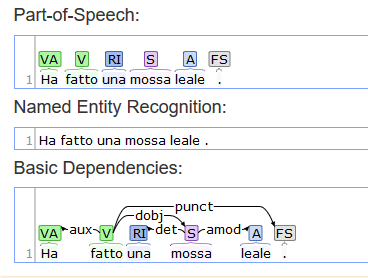 Part-of-Speech:
VA V RI S A FS
1 Ha fatto una mossa leale .
Named Entity Recognition:
1 Ha fatto una mossa leale .
Basic Dependencies:
punct
dobj
VA aux V RI det S amod A FS
1 Ha fatto una mossa leale .